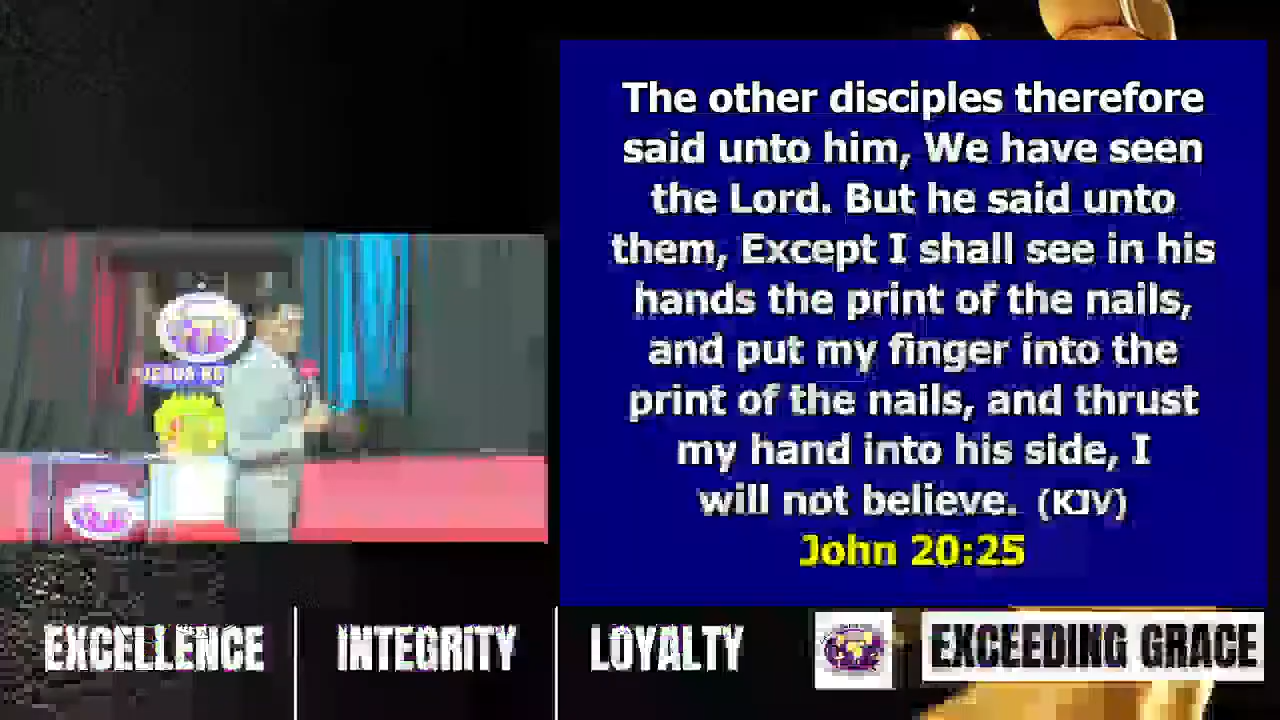 The other disciples therefore
said unto him, We have seen
the Lord. But he said unto
them, Except I shall see in his
hands the print of the nails,
and put my finger into the
print of the nails, and thrust
my hand into his side, I
will not believe. (KJV)
John 20:25
EXCELLENCE
INTEGRITY
LOYALTY
EXCEEDING GRACE